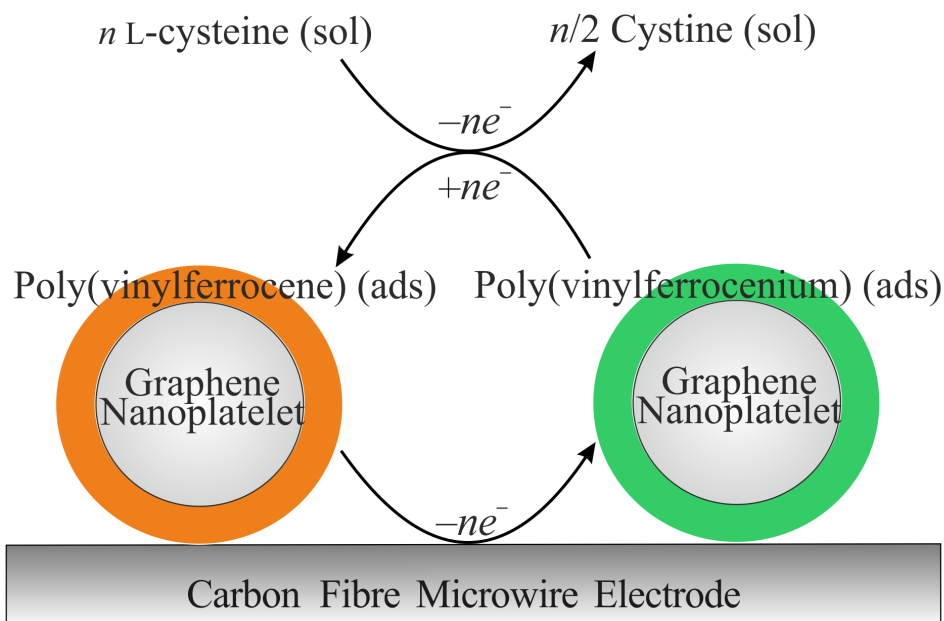 n L-cysteine (sol)
n/2 Cystine (sol)
–ne⁻
+ne⁻
Poly(vinylferrocene) (ads)
Poly(vinylferrocenium) (ads)
Graphene
Nanoplatelet
Graphene
Nanoplatelet
–ne⁻
Carbon Fibre Microwire Electrode